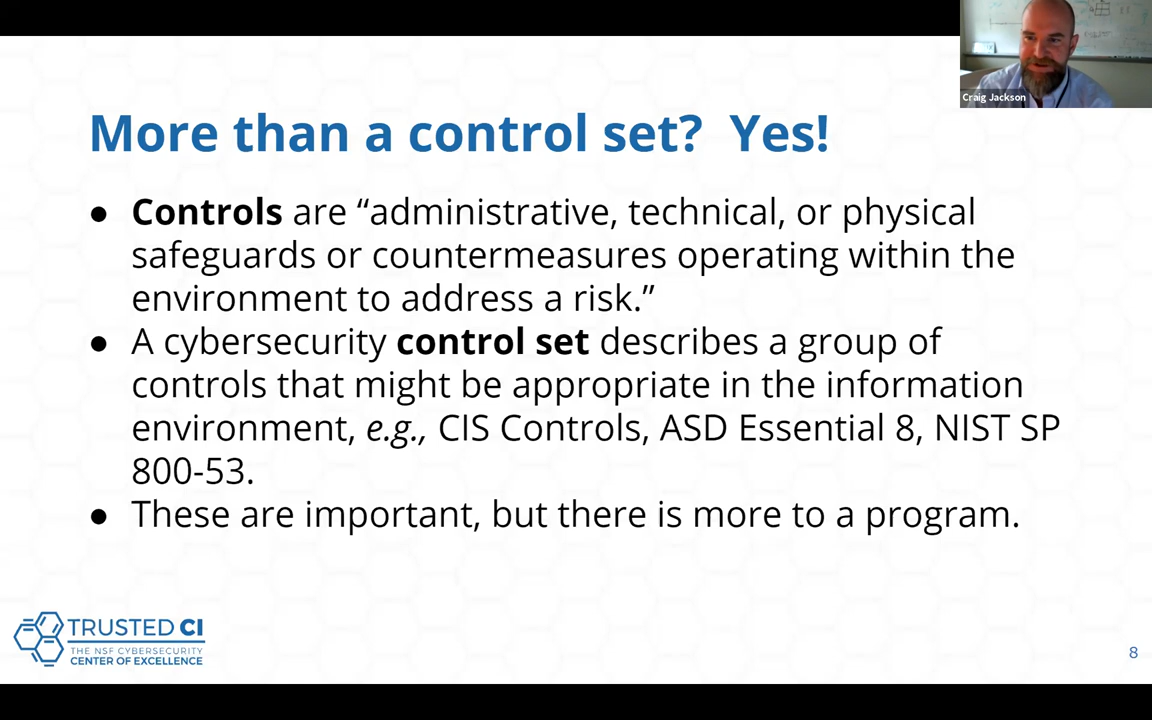 Craig Jackson
More than a control set?  Yes!
● Controls are “administrative, technical, or physical
safeguards or countermeasures operating within the
environment to address a risk.”
● A cybersecurity control set describes a group of
controls that might be appropriate in the information
environment, e.g., CIS Controls, ASD Essential 8, NIST SP
800-53.
● These are important, but there is more to a program.
TRUSTED CI
THE NSF CYBERSECURITY
CENTER OF EXCELLENCE
8